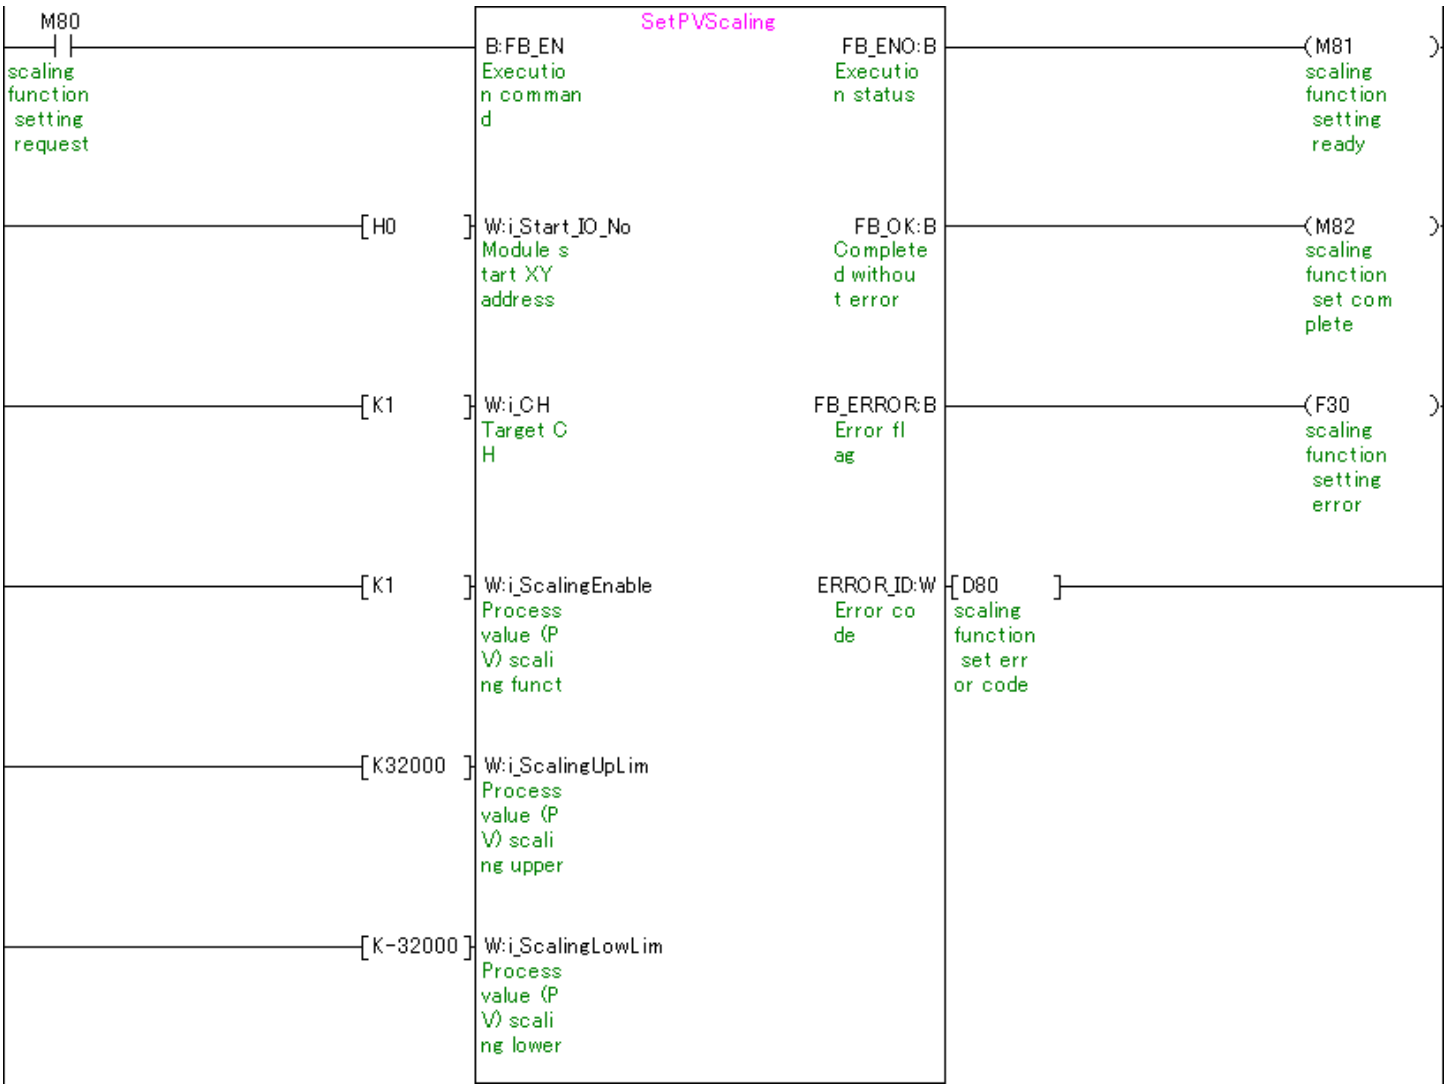 M80
SetPVScaling
B:FB_EN
FB_ENO:B
(M81 )
scaling
function
setting
request
Executio
n comman
d
Executio
n status
scaling
function
setting
ready
[H0 ]
W:i_Start_IO_No
FB_OK:B
(M82 )
Module s
tart XY
address
Complete
d withou
t error
scaling
function
set com
plete
[K1 ]
W:i_CH
FB_ERROR:B
(F30 )
Target C
H
Error fl
ag
scaling
function
setting
error
[K1 ]
W:i_ScalingEnable
ERROR_ID:W
[D80 ]
Process
value (P
V) scali
ng funct
Error co
de
scaling
function
set err
or code
[K32000 ]
W:i_ScalingUpLim
Process
value (P
V) scali
ng upper
[K-32000]
W:i_ScalingLowLim
Process
value (P
V) scali
ng lower